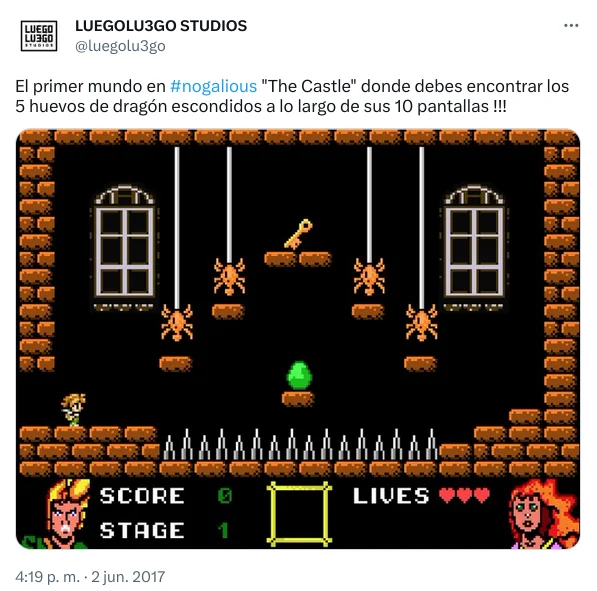 LUEGO
LU3GO
STUDIOS
LUEGOLU3GO STUDIOS
@luegolu3go
El primer mundo en #nogalious "The Castle" donde debes encontrar los
5 huevos de dragón escondidos a lo largo de sus 10 pantallas !!!
SCORE 0
LIVES
STAGE 1
4:19 p. m. · 2 jun. 2017